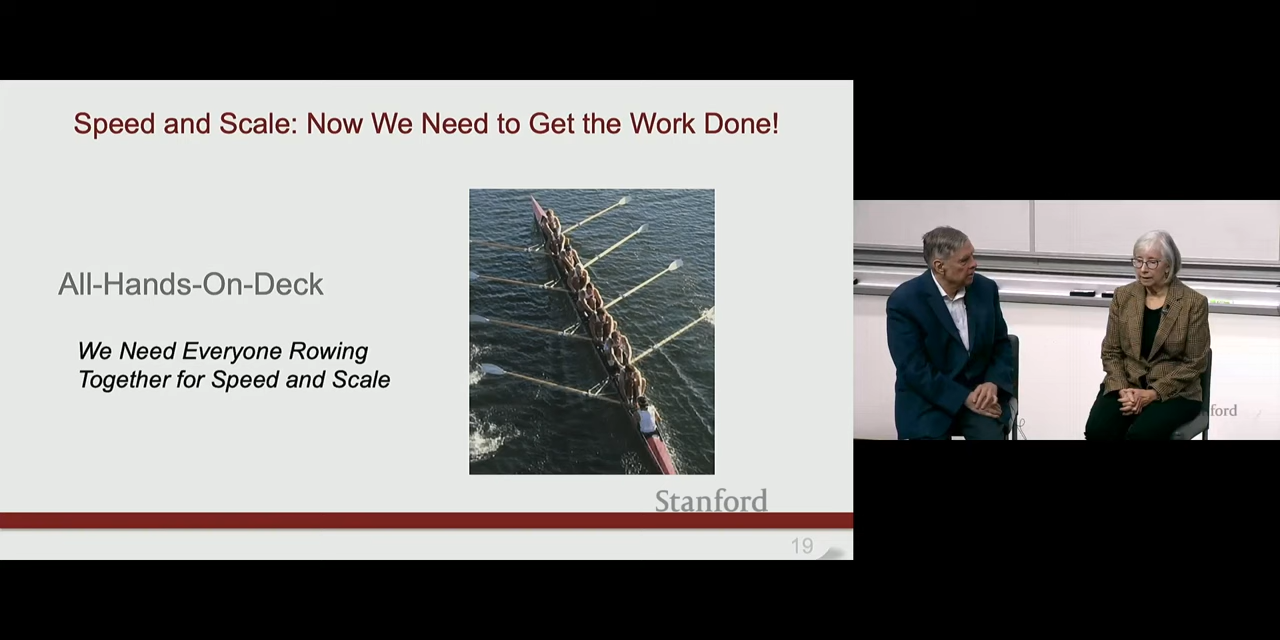 Speed and Scale: Now We Need to Get the Work Done!
All-Hands-On-Deck
We Need Everyone Rowing
Together for Speed and Scale
Stanford
19
ford